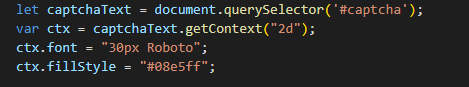 let captchaText = document.querySelector('#captcha');
var ctx = captchaText.getContext("2d");
ctx.font = "30px Roboto";
ctx.fillStyle = "#08e5ff";